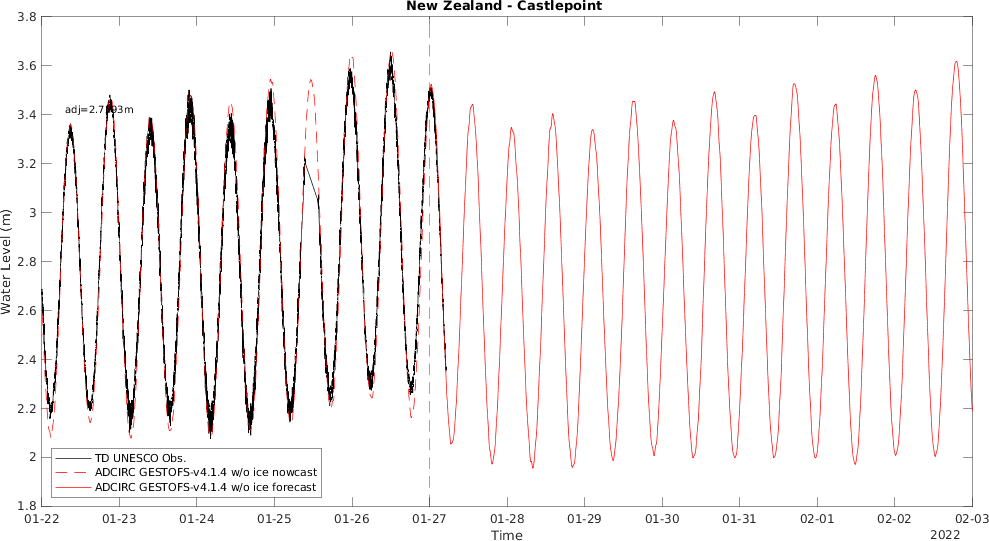 New Zealand - Castlepoint
3.8
3.6
3.4
3.2
3
2.8
2.6
2.4
2.2
2
1.8
Water Level (m)
TD UNESCO Obs.
ADCIRC GESTOFS-v4.1.4 w/o ice nowcast
ADCIRC GESTOFS-v4.1.4 w/o ice forecast
01-22 01-23 01-24 01-25 01-26 01-27 01-28 01-29 01-30 01-31 02-01 02-02 02-03
Time
2022